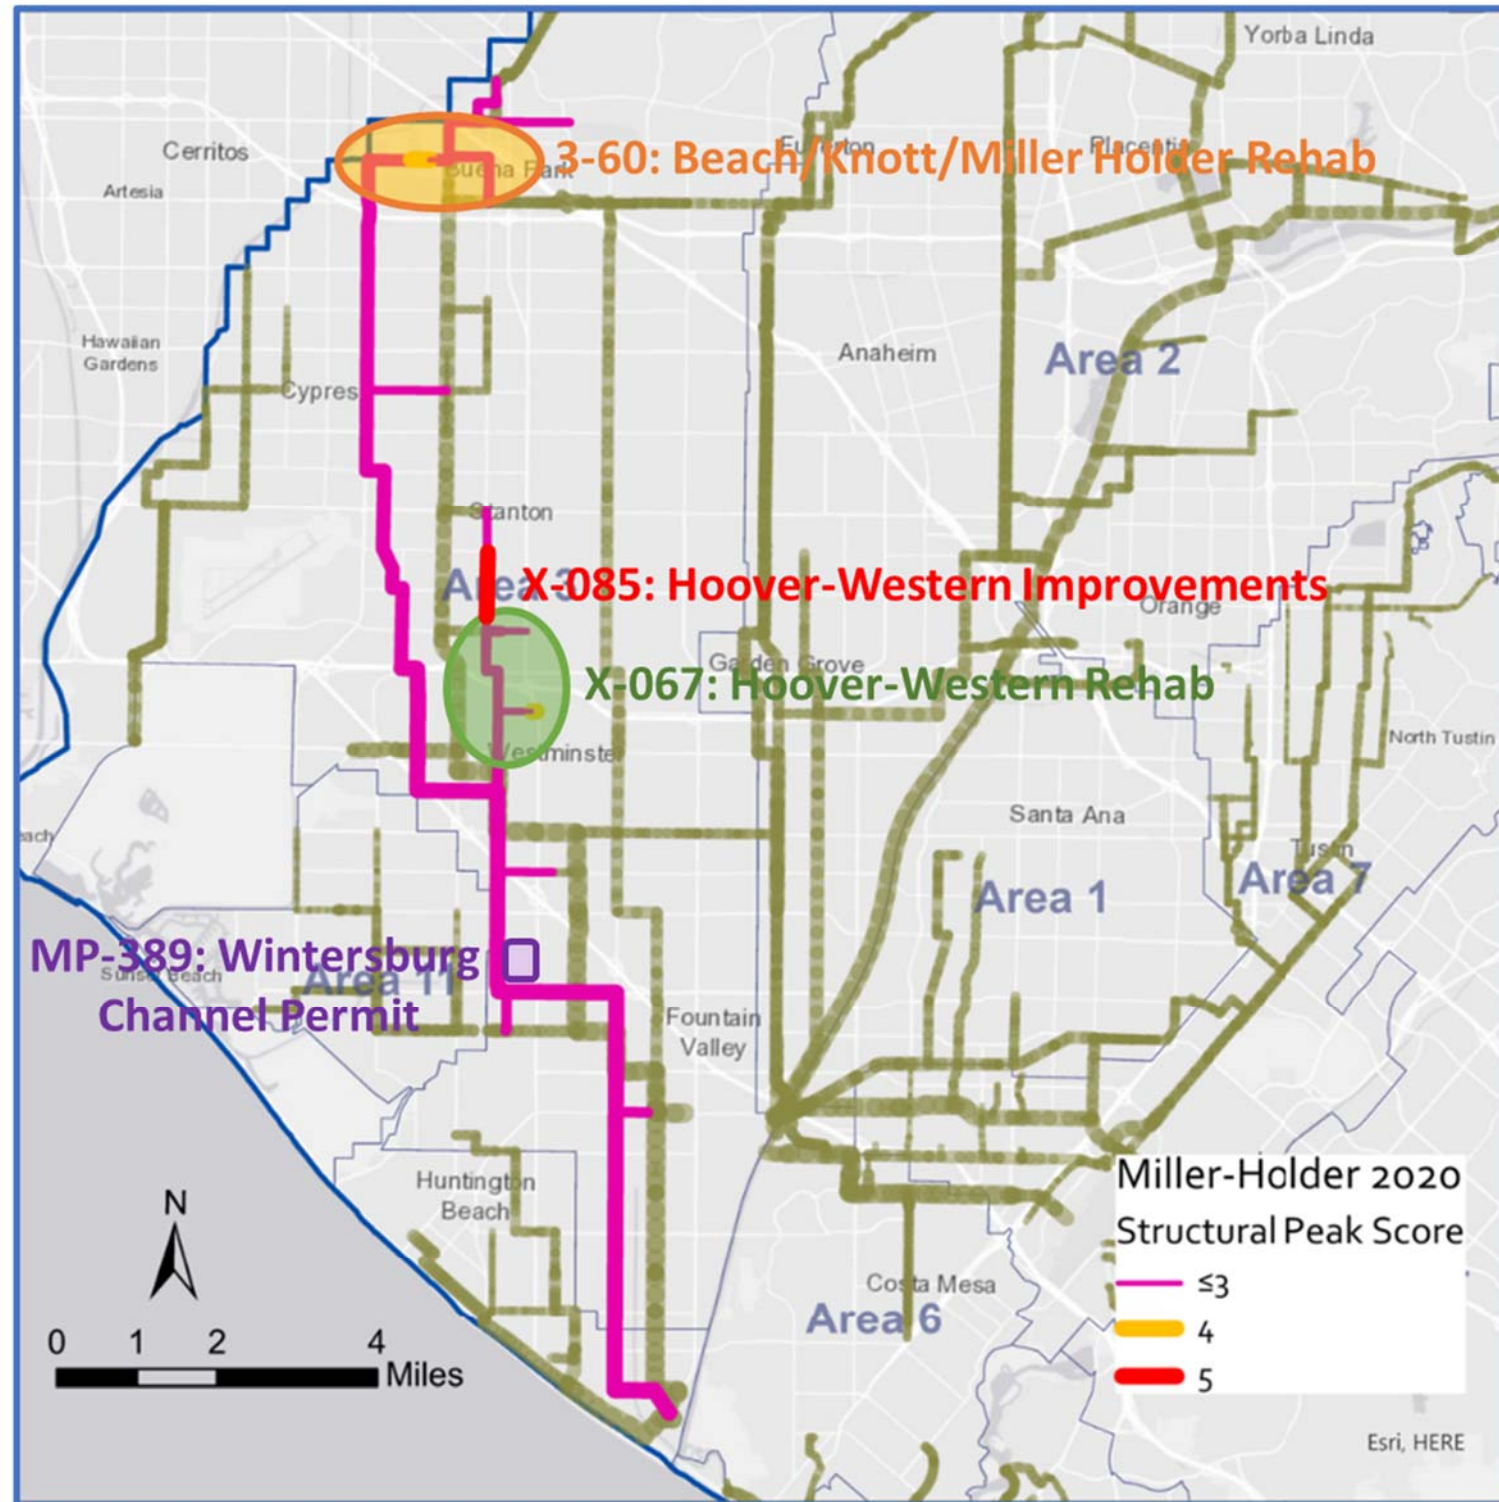 Yorba Linda
Cerritos
Fullerton
Placentia
3-60: Beach/Knott/Miller Holder Rehab
Buena Park
Artesia
Hawaiian
Gardens
Anaheim
Area 2
Cypres
Stanton
Area 3
X-085: Hoover-Western Improvements
Orange
Garden Grove
X-067: Hoover-Western Rehab
North Tustin
Westminster
Santa Ana
each
Tustin
Area 7
Area 1
MP-389: Wintersburg
Sunset Beach
Area 11
Channel Permit
Fountain
Valley
Huntington
Beach
Miller-Holder 2020
Structural Peak Score
≤3
4
5
N
Costa Mesa
Area 6
0 1 2 4
Miles
Esri, HERE